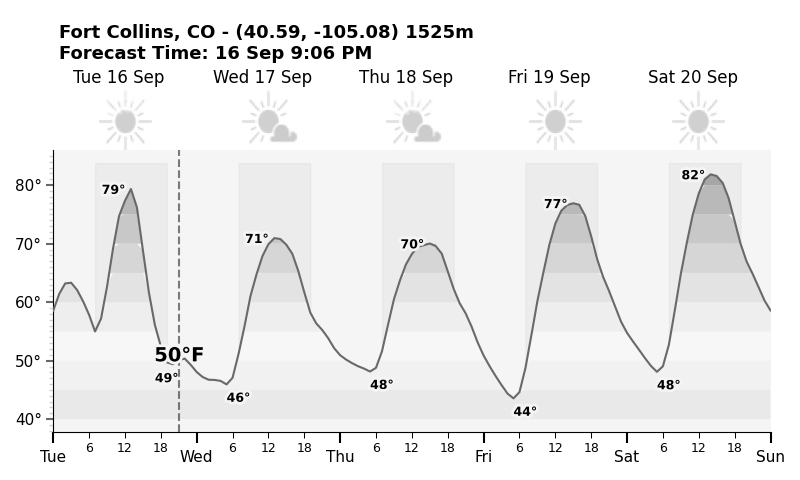 Fort Collins, CO - (40.59, -105.08) 1525m
Forecast Time: 16 Sep 9:06 PM
Tue 16 Sep Wed 17 Sep Thu 18 Sep Fri 19 Sep Sat 20 Sep
80°
70°
60°
50°
40°
79°
71°
70°
77°
82°
50°F
49°
46°
48°
44°
48°
6 12 18 6 12 18 6 12 18 6 12 18 6 12 18
Tue Wed Thu Fri Sat Sun